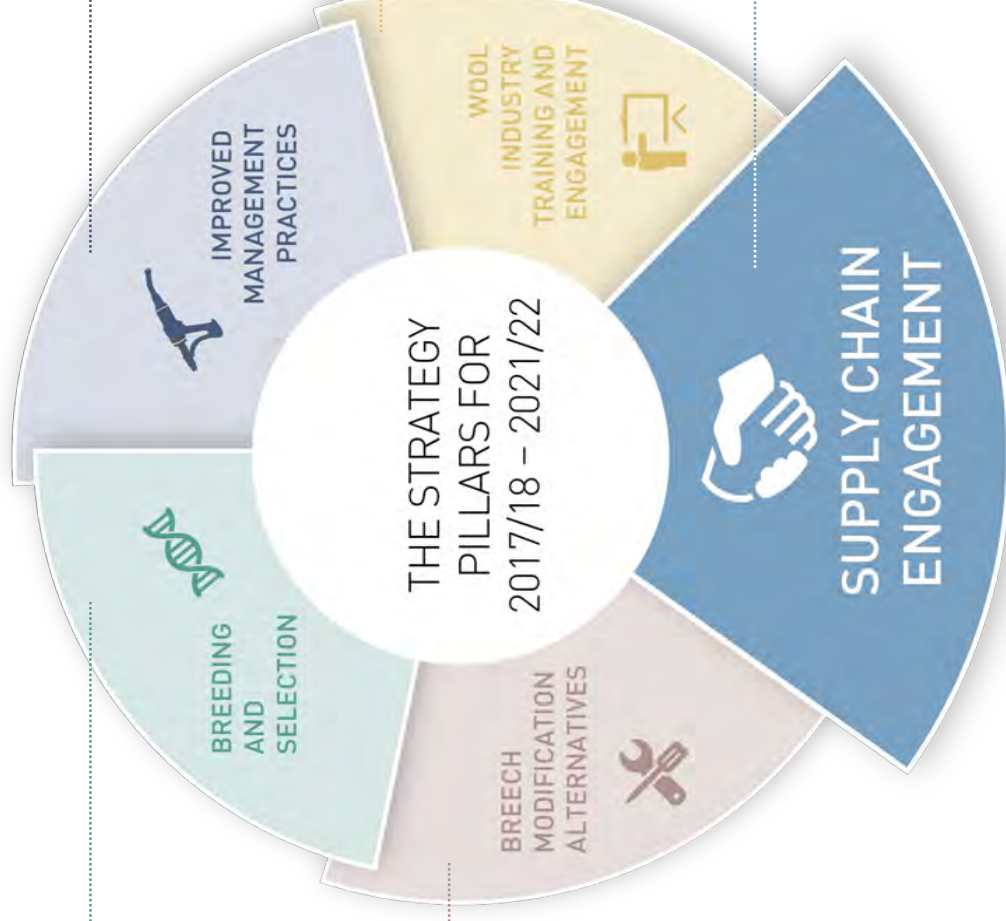 THE STRATEGY
PILLARS FOR
2017/18 – 2021/22
BREEDING
AND
SELECTION
IMPROVED
MANAGEMENT
PRACTICES
WOOL
INDUSTRY
TRAINING AND
ENGAGEMENT
SUPPLY CHAIN
ENGAGEMENT
BREECH
MODIFICATION
ALTERNATIVES